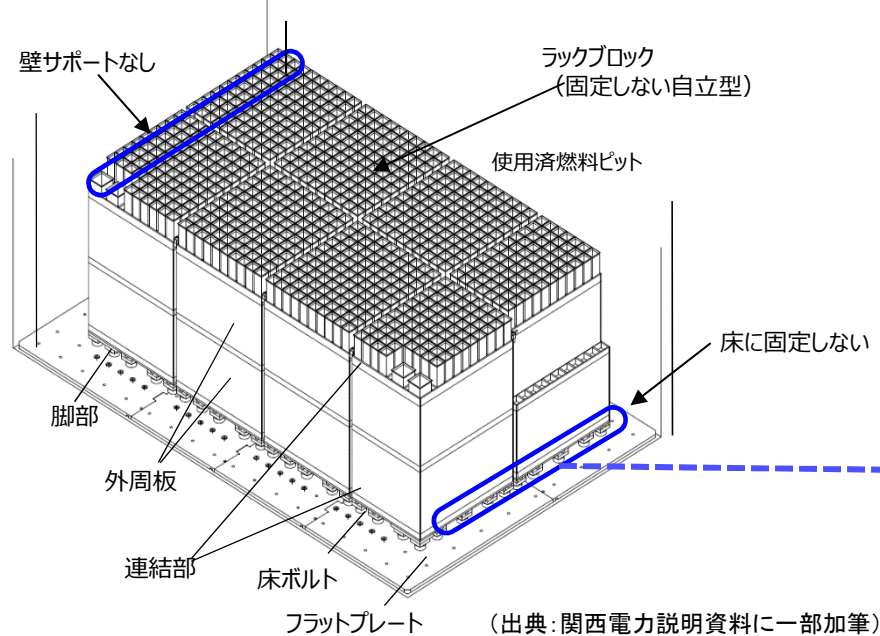 壁サポートなし
ラックブロック
（固定しない自立型）
使用済燃料ピット
床に固定しない
脚部
外周板
連結部
床ボルト
フラットプレート
（出典：関西電力説明資料に一部加筆）